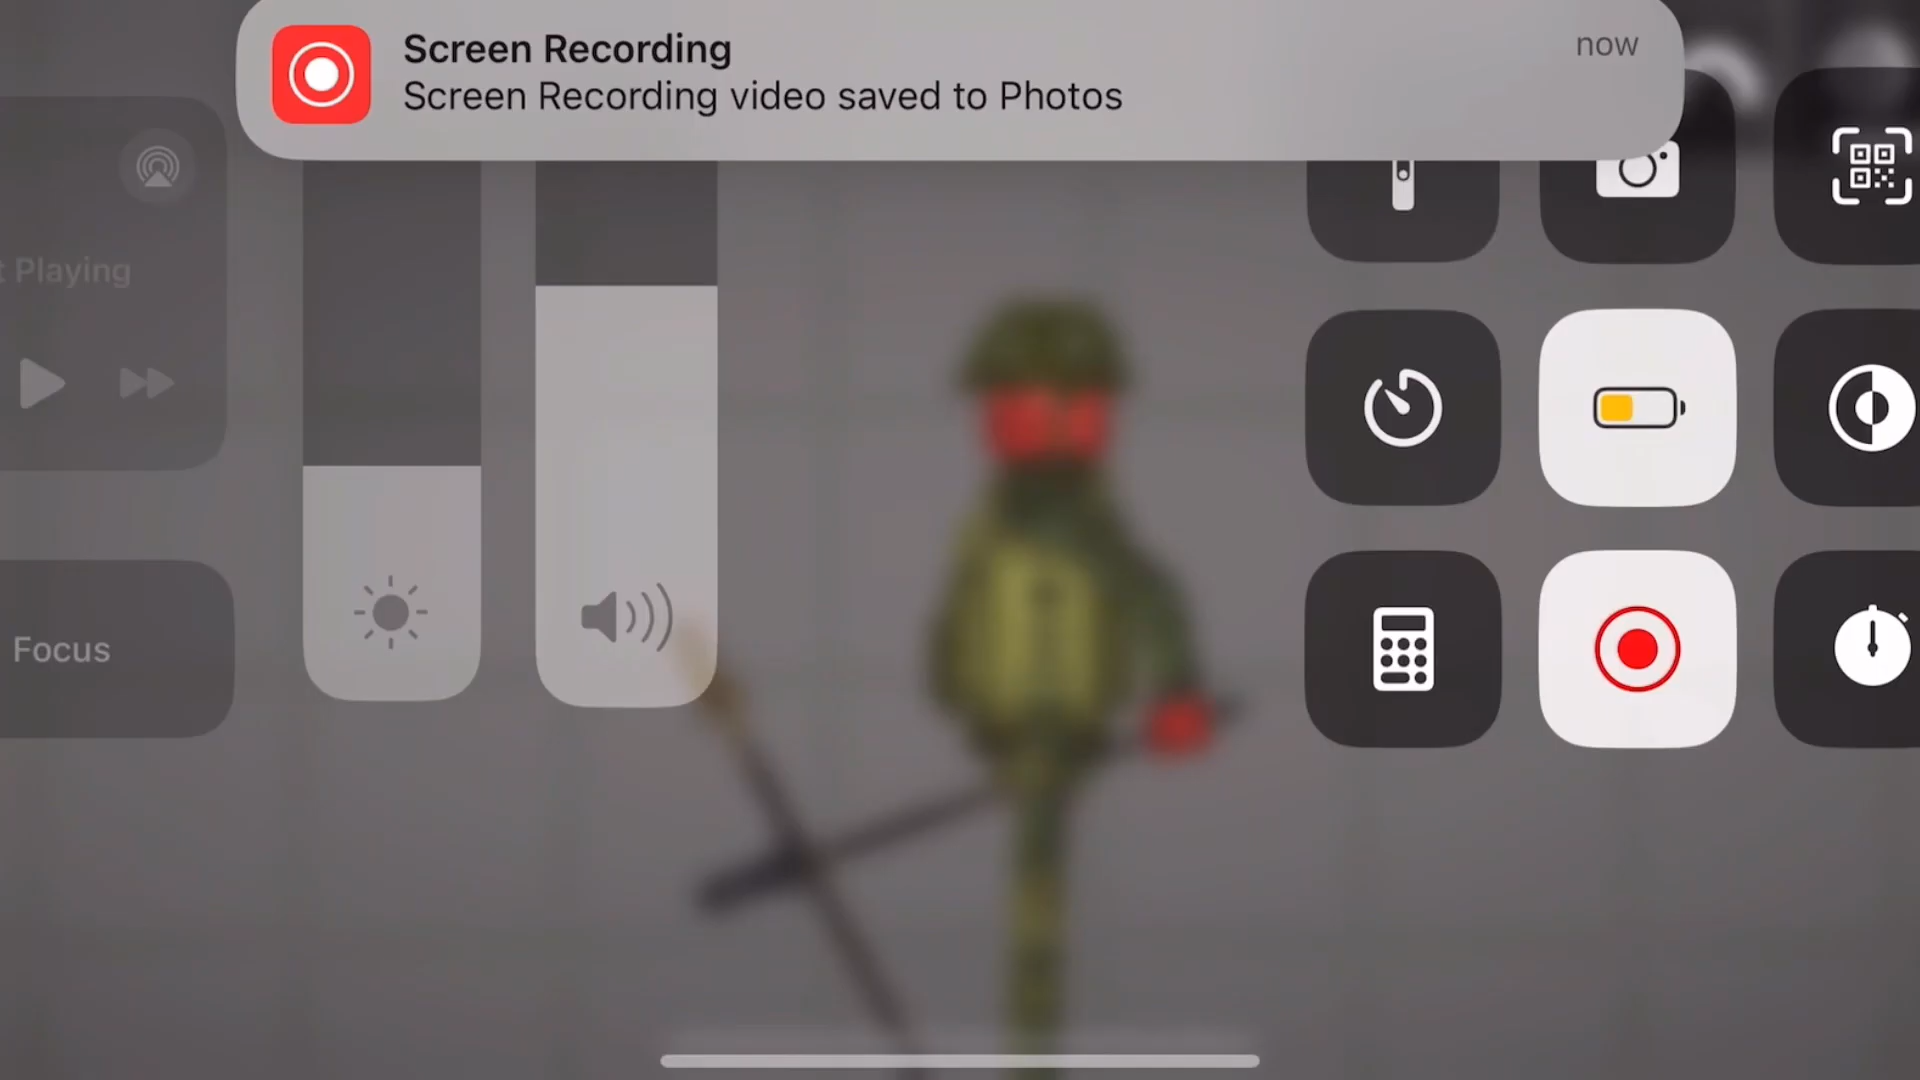 Screen Recording
now
Screen Recording video saved to Photos
t Playing
Focus